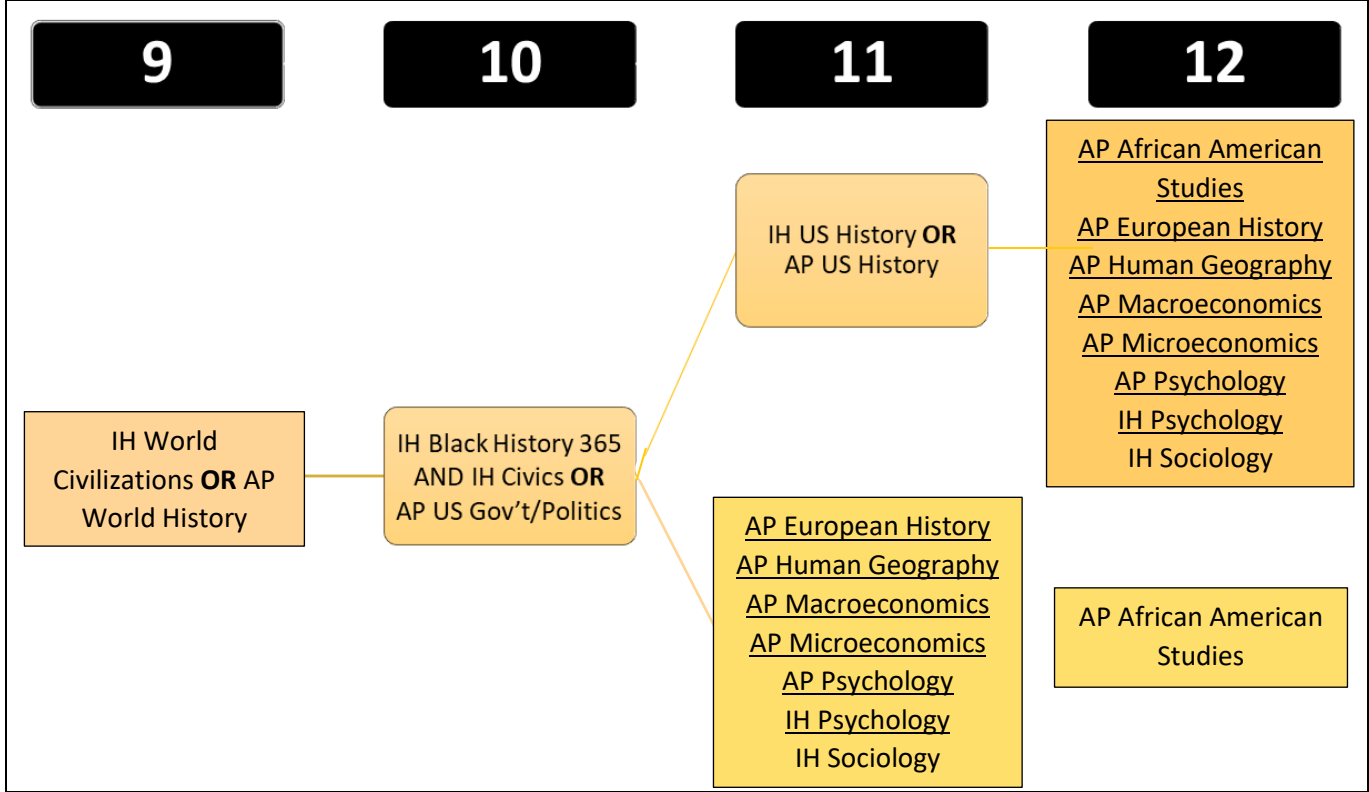 9
10
11
12
IH World
Civilizations OR AP
World History
IH Black History 365
AND IH Civics OR
AP US Gov’t/Politics
IH US History OR
AP US History
AP European History
AP Human Geography
AP Macroeconomics
AP Microeconomics
AP Psychology
IH Psychology
IH Sociology
AP African American
Studies
AP European History
AP Human Geography
AP Macroeconomics
AP Microeconomics
AP Psychology
IH Psychology
IH Sociology
AP African American
Studies